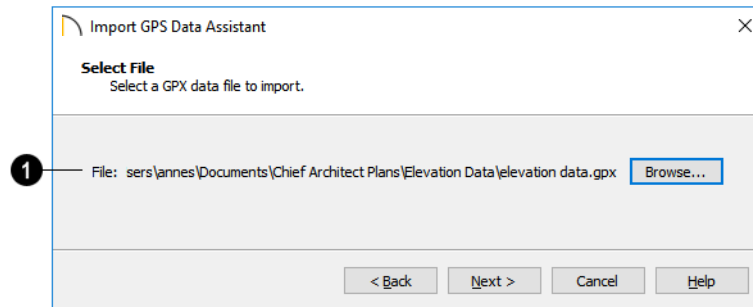 Import GPS Data Assistant
Select File
Select a GPX data file to import.
1
File: sers\annes\Documents\Chief Architect Plans\Elevation Data\elevation data.gpx Browse...
< Back Next > Cancel Help